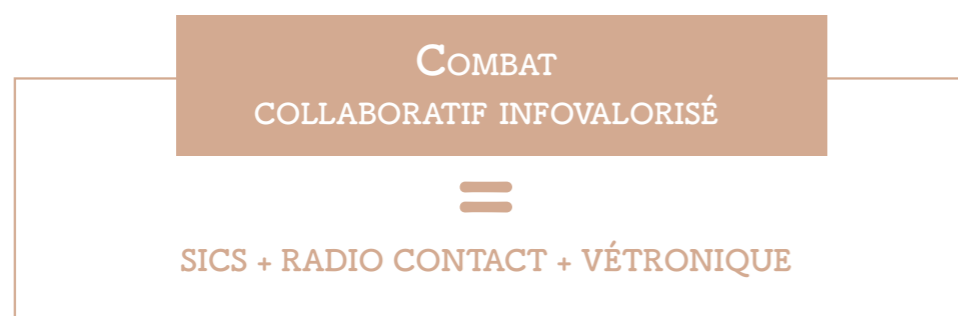 Combat
collaboratif infovalorisé
=
SICS + RADIO CONTACT + VÉTRONIQUE